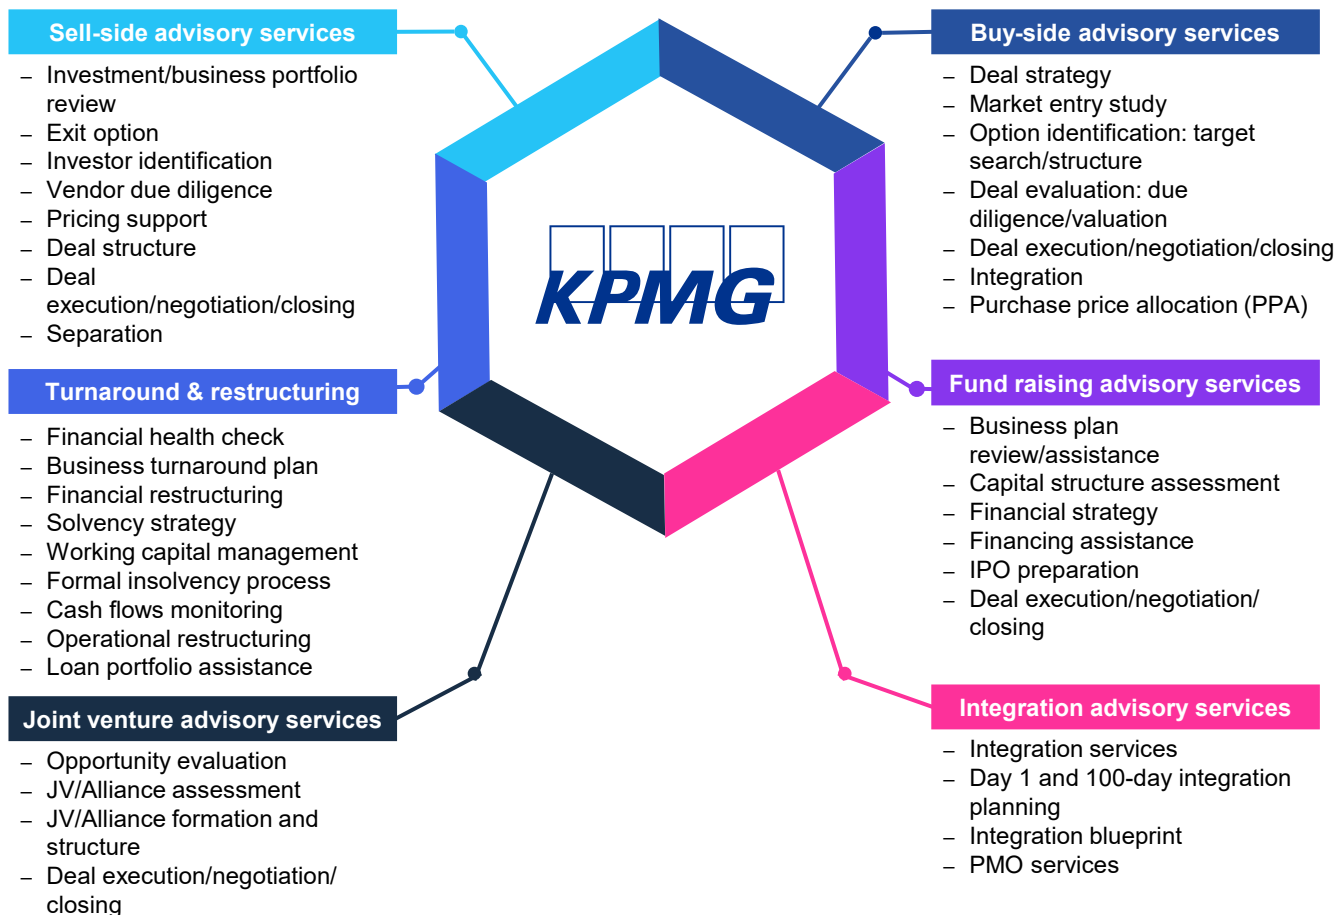 Sell-side advisory services
– Investment/business portfolio
review
– Exit option
– Investor identification
– Vendor due diligence
– Pricing support
– Deal structure
– Deal
execution/negotiation/closing
– Separation
Turnaround & restructuring
– Financial health check
– Business turnaround plan
– Financial restructuring
– Solvency strategy
– Working capital management
– Formal insolvency process
– Cash flows monitoring
– Operational restructuring
– Loan portfolio assistance
Joint venture advisory services
– Opportunity evaluation
– JV/Alliance assessment
– JV/Alliance formation and
structure
– Deal execution/negotiation/
closing
KPMG
Buy-side advisory services
– Deal strategy
– Market entry study
– Option identification: target
search/structure
– Deal evaluation: due
diligence/valuation
– Deal execution/negotiation/closing
– Integration
– Purchase price allocation (PPA)
Fund raising advisory services
– Business plan
review/assistance
– Capital structure assessment
– Financial strategy
– Financing assistance
– IPO preparation
– Deal execution/negotiation/
closing
Integration advisory services
– Integration services
– Day 1 and 100-day integration
planning
– Integration blueprint
– PMO services